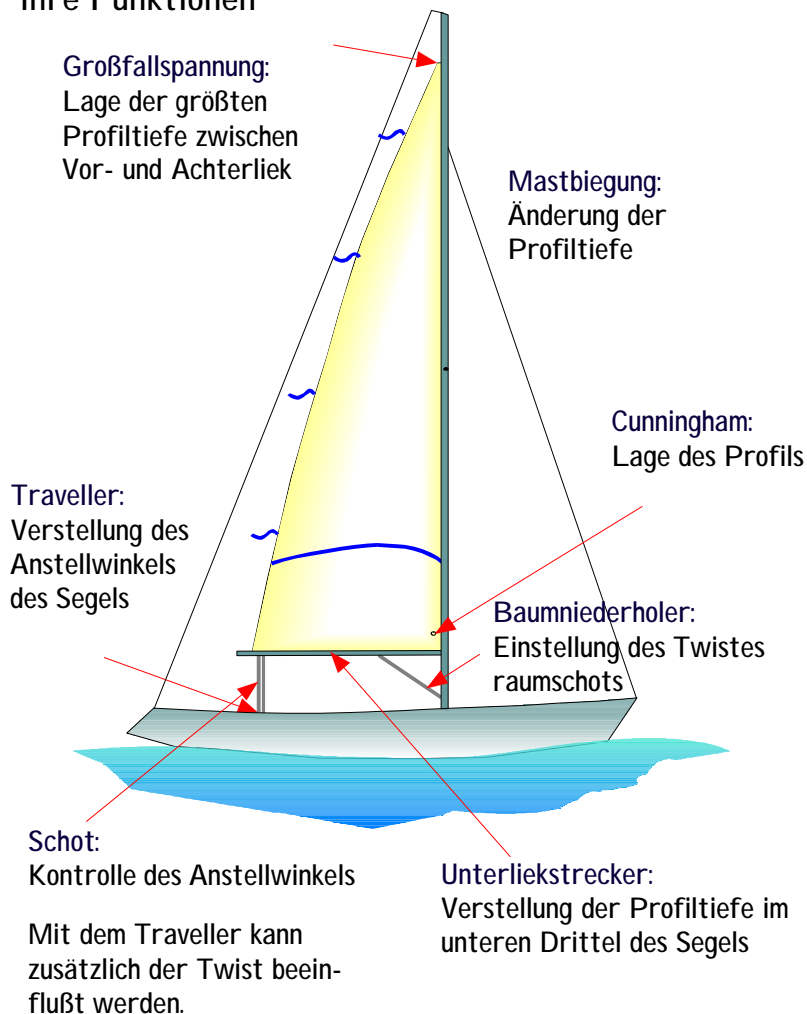 Ihre Funktionen
Großfallspannung:
Lage der größten
Profiltiefe zwischen
Vor- und Achterliek
Mastbiegung:
Änderung der
Profiltiefe
Cunningham:
Lage des Profils
Traveller:
Verstellung des
Anstellwinkels
des Segels
Baumniederholer:
Einstellung des Twistes
raumschots
Schot:
Kontrolle des Anstellwinkels
Mit dem Traveller kann
zusätzlich der Twist beein-
flußt werden.
Unterliekstrecker:
Verstellung der Profiltiefe im
unteren Drittel des Segels